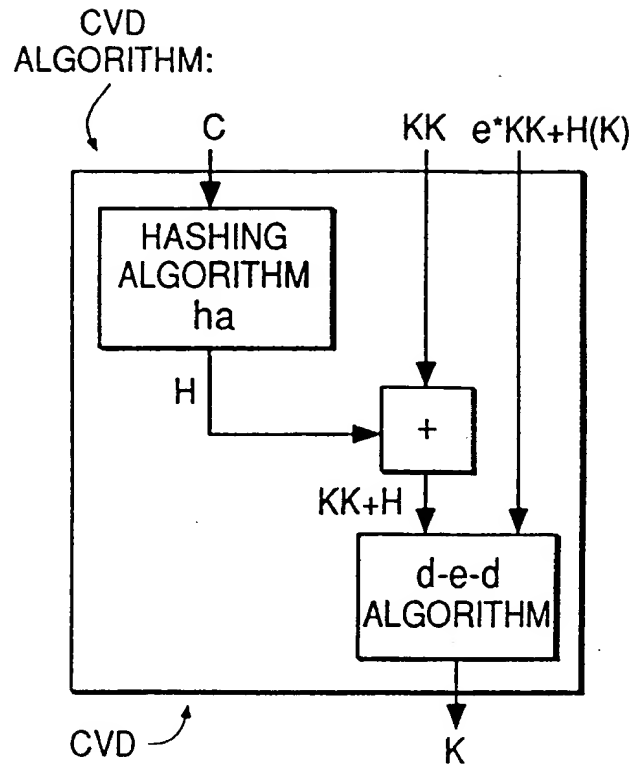 CVD
ALGORITHM:
C
KK
e*KK+H(K)
HASHING
ALGORITHM
ha
H
+
KK+H
d-e-d
ALGORITHM
CVD
K